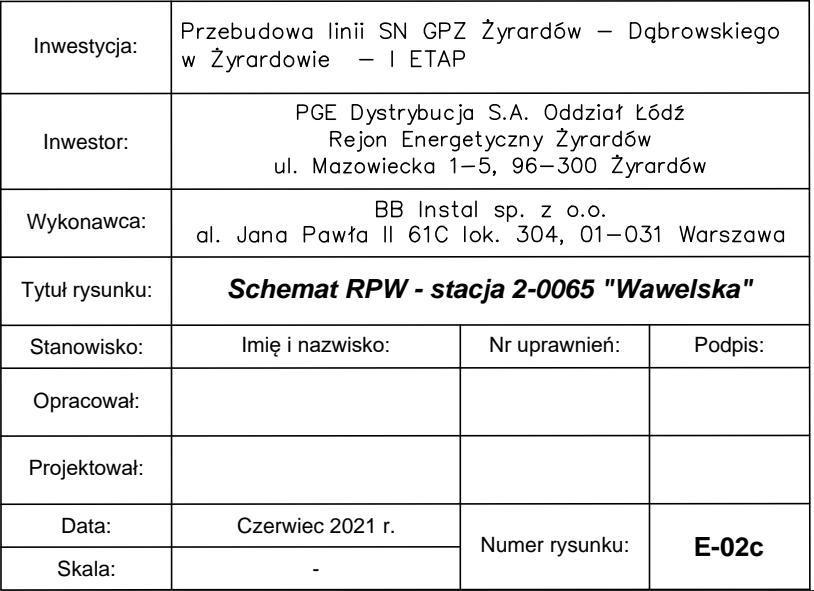 Inwestycja:
Przebudowa linii SN GPZ Żyrardów – Dąbrowskiego
w Żyrardowie – I ETAP
Inwestor:
PGE Dystrybucja S.A. Oddział Łódź
Rejon Energetyczny Żyrardów
ul. Mazowiecka 1–5, 96–300 Żyrardów
Wykonawca:
BB Instal sp. z o.o.
al. Jana Pawła II 61C lok. 304, 01–031 Warszawa
Tytuł rysunku:
Schemat RPW - stacja 2-0065 "Wawelska"
Stanowisko: Imię i nazwisko: Nr uprawnień: Podpis:
Opracował:
Projektował:
Data: Czerwiec 2021 r.
Numer rysunku: E-02c
Skala: -